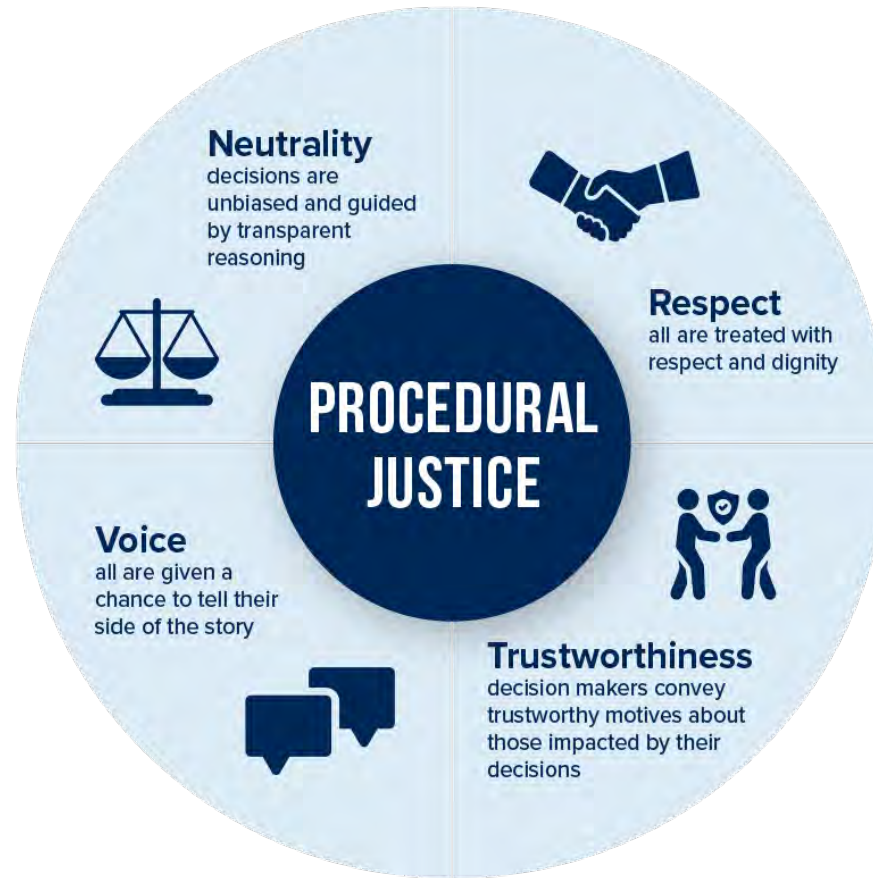 Neutrality
decisions are
unbiased and guided
by transparent
reasoning
Respect
all are treated with
respect and dignity
PROCEDURAL
JUSTICE
Voice
all are given a
chance to tell their
side of the story
Trustworthiness
decision makers convey
trustworthy motives about
those impacted by their
decisions